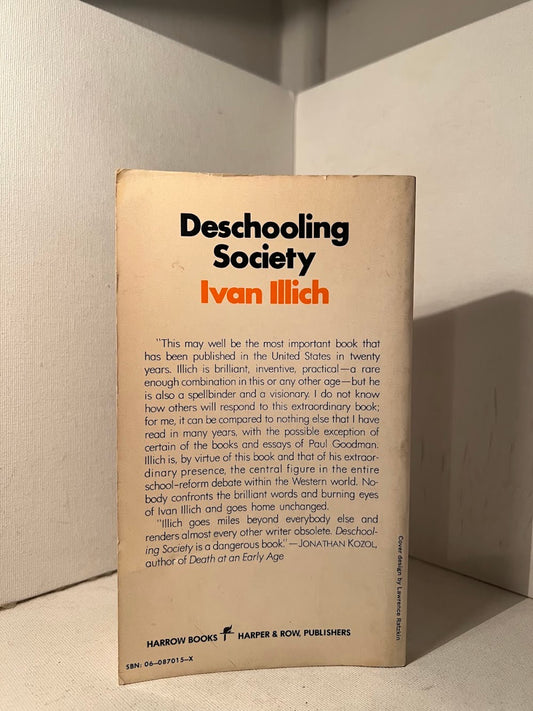 Deschooling
Society
Ivan Illich
"This may well be the most important book that
has been published in the United States in twenty
years. Illich is brilliant, inventive, practical—a rare
enough combination in this or any other age—but he
is also a spellbinder and a visionary. I do not know
how others will respond to this extraordinary book;
for me, it can be compared to nothing else that I have
read in many years, with the possible exception of
certain of the books and essays of Paul Goodman.
Illich is, by virtue of this book and that of his extraor-
dinary presence, the central figure in the entire
school-reform debate within the Western world. No-
body confronts the brilliant words and burning eyes
of Ivan Illich and goes home unchanged.
"Illich goes miles beyond everybody else and
renders almost every other writer obsolete. Deschool-
ing Society is a dangerous book."—JONATHAN KOZOL,
author of Death at an Early Age
Cover design by Lawrence Ratzkin
HARROW BOOKS HARPER & ROW, PUBLISHERS
SBN: 06-087015-X